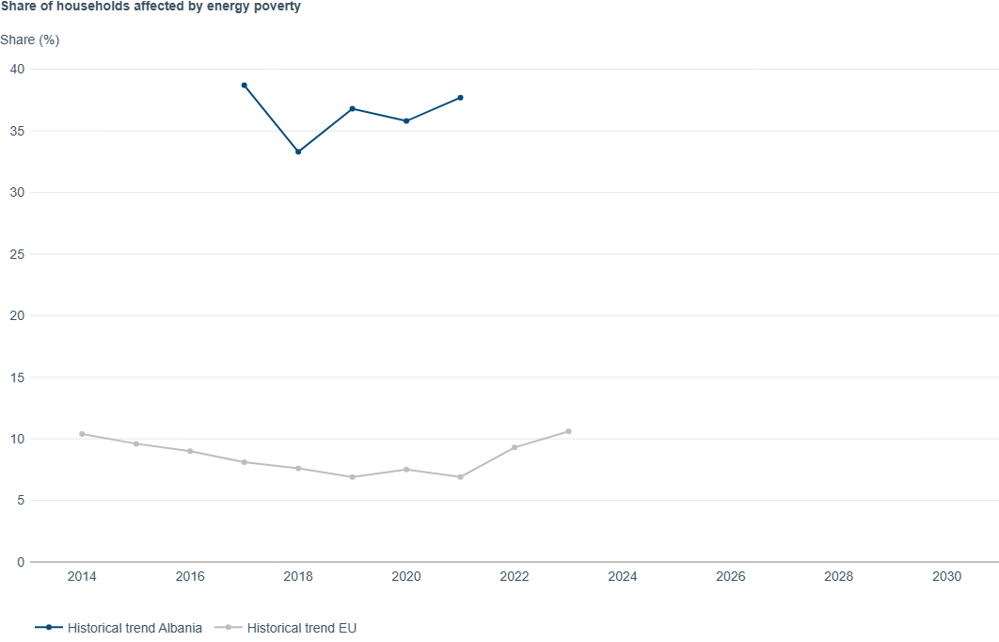 Share of households affected by energy poverty
Share (%)
40
35
30
25
20
15
10
5
0
2014 2016 2018 2020 2022 2024 2026 2028 2030
Historical trend Albania Historical trend EU